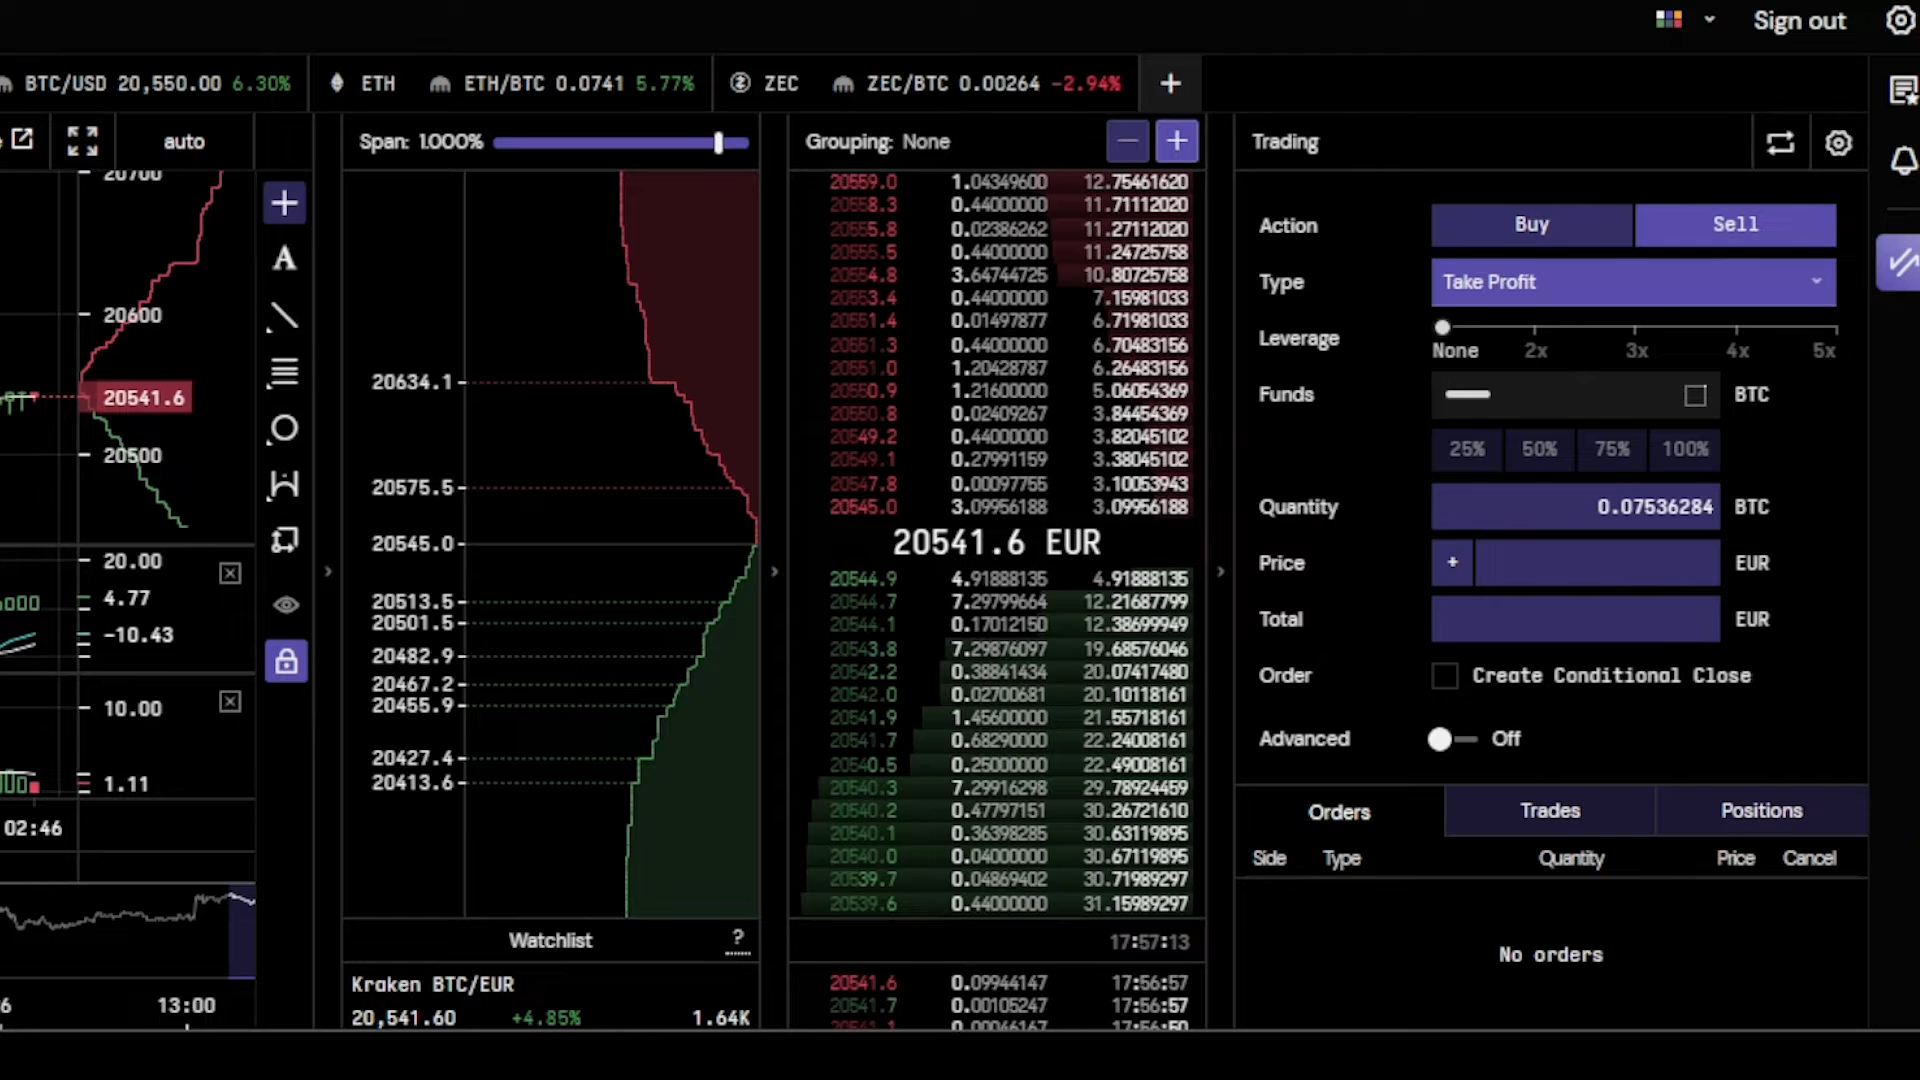 Sign out
BTC/USD 20,550.00 6.30% ETH ETH/BTC 0.0741 5.77% ZEC ZEC/BTC 0.00264 -2.94% +
auto
20700
20600
20541.6
20500
20.00
4.77
-10.43
10.00
1.11
02:46
6 13:00
A
Span: 1.000%
20634.1
20575.5
20545.0
20513.5
20501.5
20482.9
20467.2
20455.9
20427.4
20413.6
Watchlist ?
Kraken BTC/EUR
20,541.60 +4.85% 1.64K
Grouping: None - +
20559.0 1.04349600 12.75461620
20558.3 0.44000000 11.71112020
20555.8 0.02386262 11.27112020
20555.5 0.44000000 11.24725758
20554.8 3.64744725 10.80725758
20553.4 0.44000000 7.15981033
20551.4 0.01497877 6.71981033
20551.3 0.44000000 6.70483156
20551.0 1.20428787 6.26483156
20550.9 1.21600000 5.06054369
20550.8 0.02409267 3.84454369
20549.2 0.44000000 3.82045102
20549.1 0.27991159 3.38045102
20547.8 0.00097755 3.10053943
20545.0 3.09956188 3.09956188
20541.6 EUR
20544.9 4.91888135 4.91888135
20544.7 7.29799664 12.21687799
20544.1 0.17012150 12.38699949
20543.8 7.29876097 19.68576046
20542.2 0.38841434 20.07417480
20542.0 0.02700681 20.10118161
20541.9 1.45600000 21.55718161
20541.7 0.68290000 22.24008161
20540.5 0.25000000 22.49008161
20540.3 7.29916298 29.78924459
20540.2 0.47797151 30.26721610
20540.1 0.36398285 30.63119895
20540.0 0.04000000 30.67119895
20539.7 0.04869402 30.71989297
20539.6 0.44000000 31.15989297
17:57:13
20541.6 0.09944147 17:56:57
20541.7 0.00105247 17:56:57
20541.1 0.00046167 17:56:50
Trading
Action Buy Sell
Type Take Profit
Leverage None 2x 3x 4x 5x
Funds BTC
25% 50% 75% 100%
Quantity 0.07536284 BTC
Price + EUR
Total EUR
Order Create Conditional Close
Advanced Off
Orders Trades Positions
Side Type Quantity Price Cancel
No orders